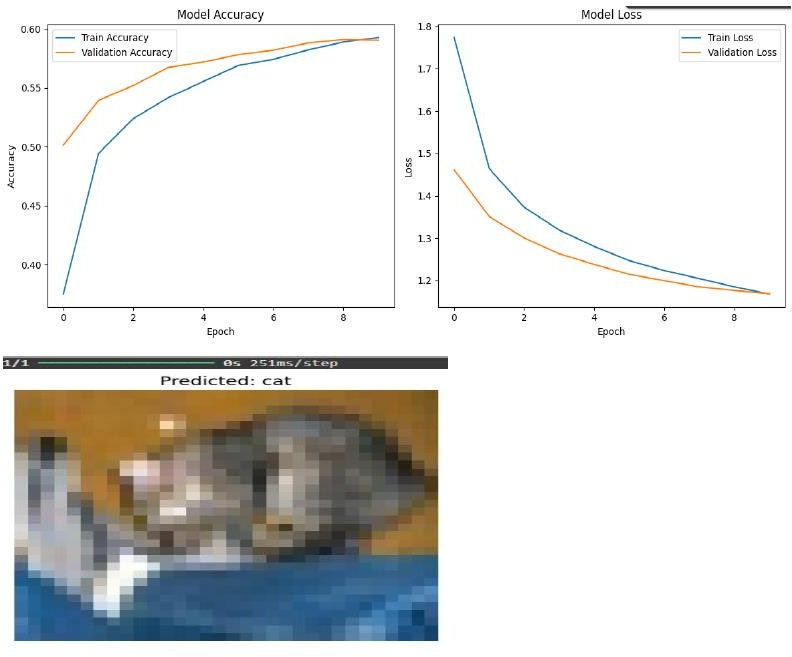 Model Accuracy
Train Accuracy
Validation Accuracy
0.60
0.55
0.50
0.45
0.40
Accuracy
0 2 4 6 8
Epoch
Model Loss
Train Loss
Validation Loss
1.8
1.7
1.6
1.5
1.4
1.3
1.2
Loss
0 2 4 6 8
Epoch
1/1 0s 251ms/step
Predicted: cat